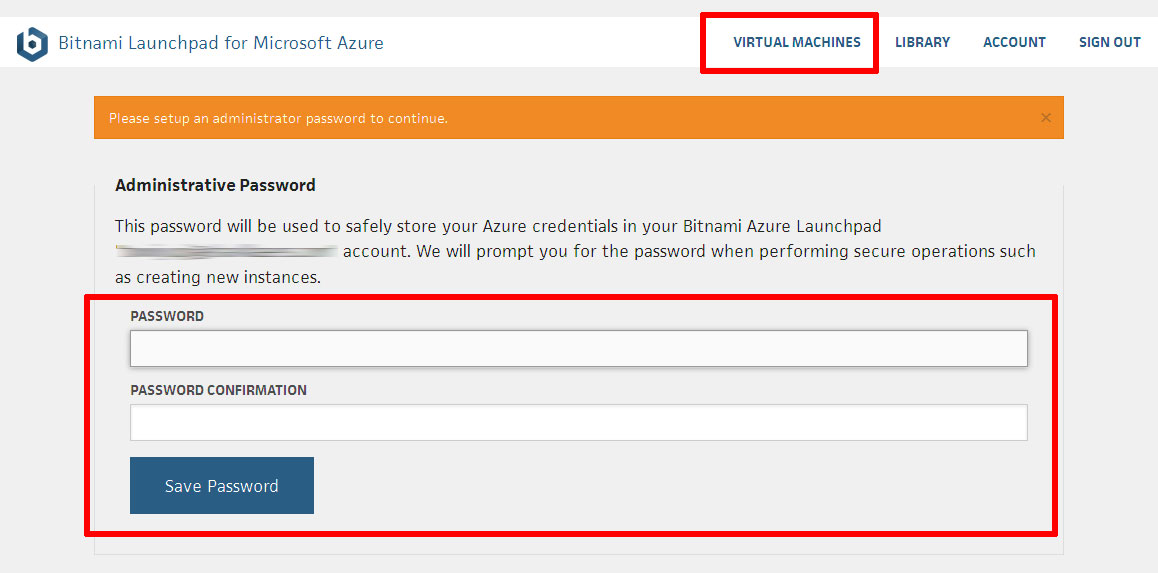 Bitnami Launchpad for Microsoft Azure
VIRTUAL MACHINES LIBRARY ACCOUNT SIGN OUT
Please setup an administrator password to continue.
Administrative Password
This password will be used to safely store your Azure credentials in your Bitnami Azure Launchpad
account. We will prompt you for the password when performing secure operations such
as creating new instances.
PASSWORD
PASSWORD CONFIRMATION
Save Password